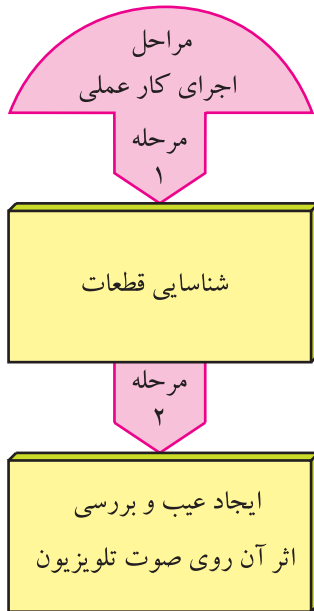 مراحل
اجرای کار عملی
مرحله
۱
شناسایی قطعات
مرحله
۲
ایجاد عیب و بررسی
اثر آن روی صوت تلویزیون